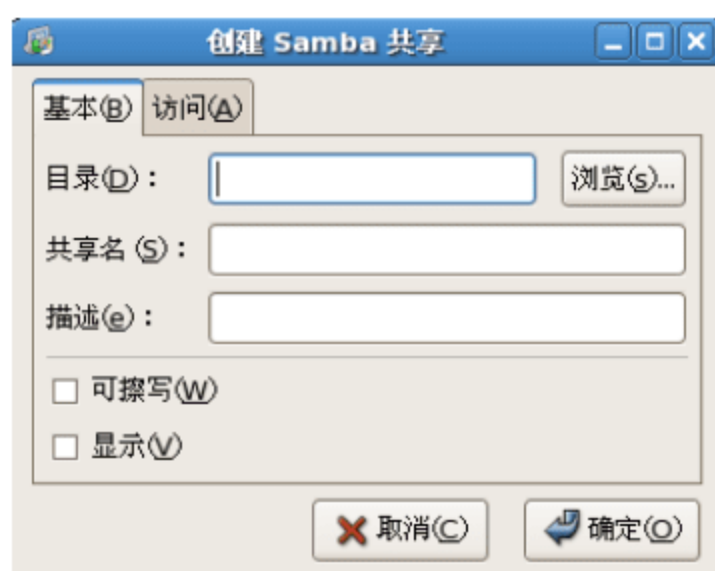 创建 Samba 共享
基本(B) 访问(A)
目录(D)： 浏览(s)...
共享名 (S)：
描述(e)：
可擦写(W)
显示(V)
取消(C) 确定(O)